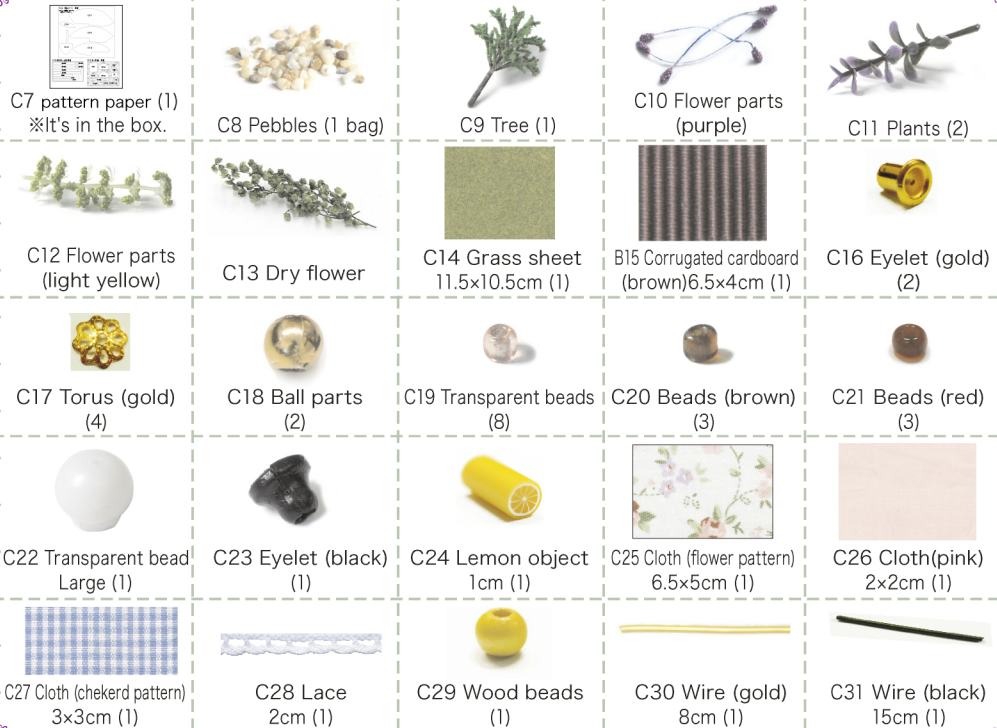 C7 pattern paper (1)
※It's in the box.
C8 Pebbles (1 bag)
C9 Tree (1)
C10 Flower parts
(purple)
C11 Plants (2)
C12 Flower parts
(light yellow)
C13 Dry flower
C14 Grass sheet
11.5×10.5cm (1)
B15 Corrugated cardboard
(brown)6.5×4cm (1)
C16 Eyelet (gold)
(2)
C17 Torus (gold)
(4)
C18 Ball parts
(2)
C19 Transparent beads
(8)
C20 Beads (brown)
(3)
C21 Beads (red)
(3)
C22 Transparent bead
Large (1)
C23 Eyelet (black)
(1)
C24 Lemon object
1cm (1)
C25 Cloth (flower pattern)
6.5×5cm (1)
C26 Cloth(pink)
2×2cm (1)
C27 Cloth (chekerd pattern)
3×3cm (1)
C28 Lace
2cm (1)
C29 Wood beads
(1)
C30 Wire (gold)
8cm (1)
C31 Wire (black)
15cm (1)